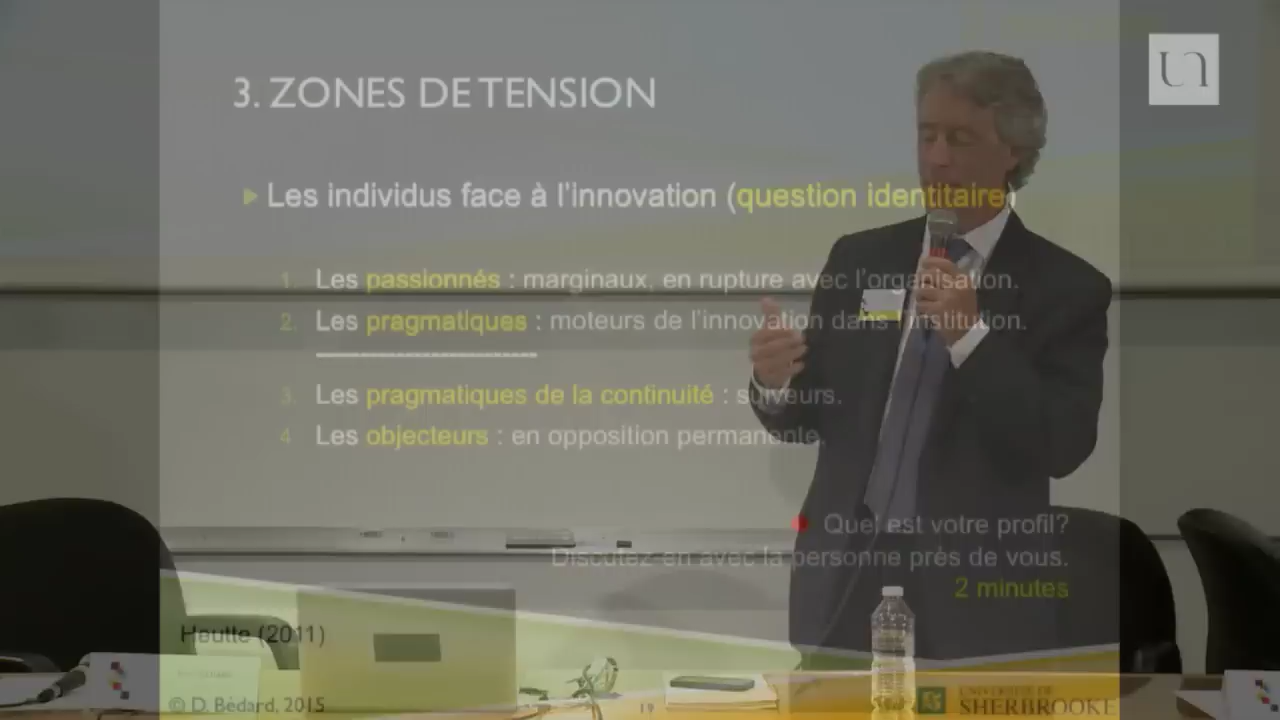 3. ZONES DE TENSION
Les individus face à l'innovation (question identitaire)
1. Les passionnés : marginaux, en rupture avec l'organisation.
2. Les pragmatiques : moteurs de l'innovation dans l'institution.
3. Les pragmatiques de la continuité : suiveurs.
4. Les objecteurs : en opposition permanente.
Quel est votre profil?
Discutez-en avec la personne près de vous.
2 minutes
Heutte (2011)
© D. Bédard, 2015
19
UNIVERSITÉ DE
SHERBROOKE